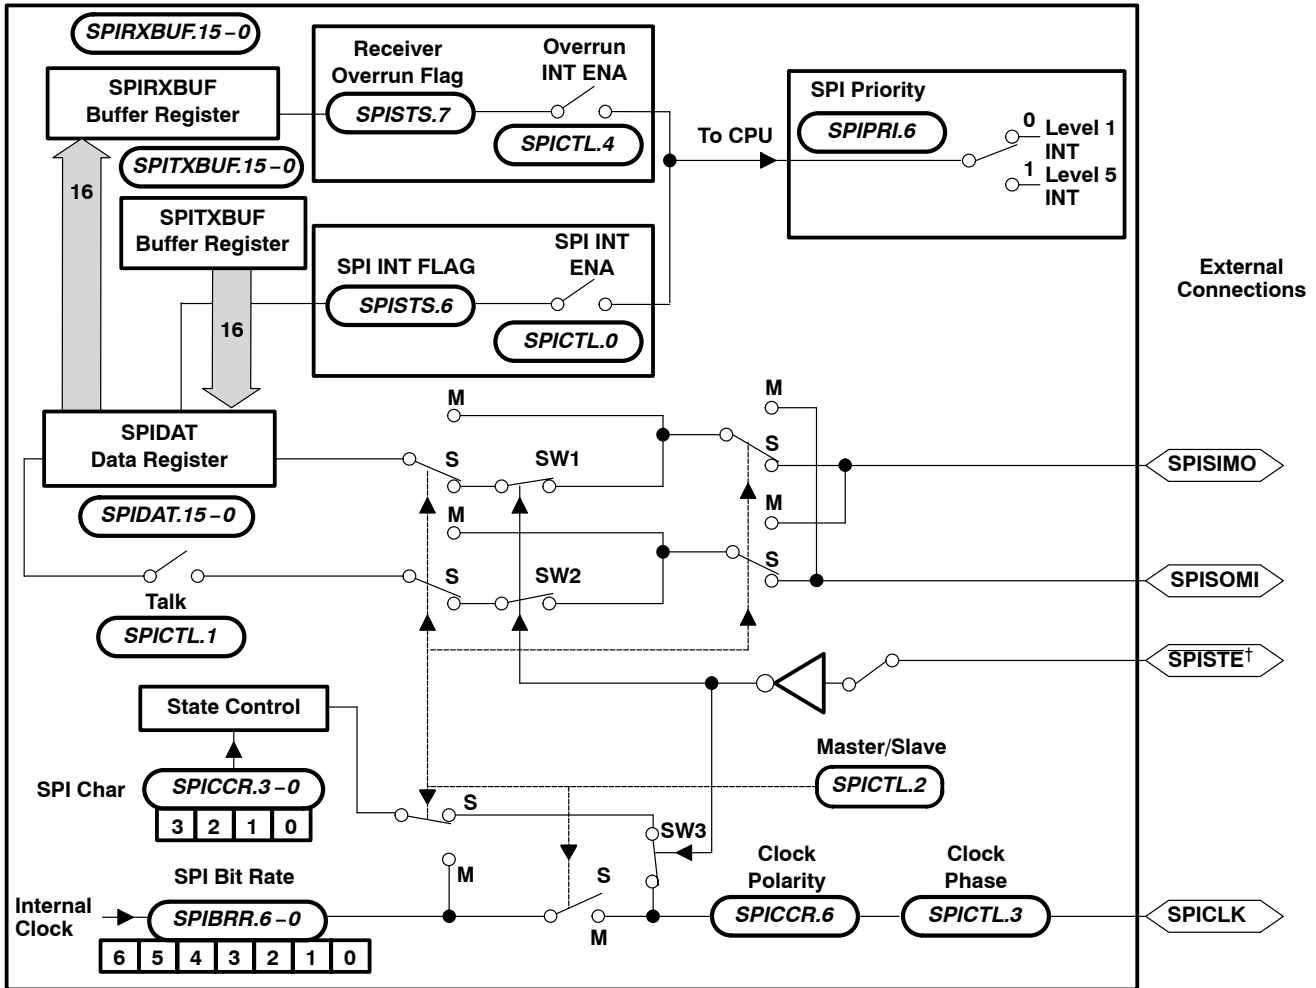 SPIRXBUF.15–0
SPIRXBUF
Buffer Register
Receiver
Overrun Flag
SPISTS.7
Overrun
INT ENA
SPICTL.4
To CPU
SPI Priority
SPIPRI.6
0
Level 1
INT
1
Level 5
INT
SPITXBUF.15–0
16
SPITXBUF
Buffer Register
16
SPI INT FLAG
SPISTS.6
SPI INT
ENA
SPICTL.0
External
Connections
SPIDAT
Data Register
SPIDAT.15–0
M
S
SW1
M
S
SPISIMO
M
S
SW2
M
S
SPISOMI
Talk
SPICTL.1
SPISTE†
State Control
SPI Char
SPICCR.3–0
3 2 1 0
Master/Slave
SPICTL.2
S
M
SW3
SPI Bit Rate
Internal
Clock
SPIBRR.6–0
6 5 4 3 2 1 0
S
M
Clock
Polarity
SPICCR.6
Clock
Phase
SPICTL.3
SPICLK